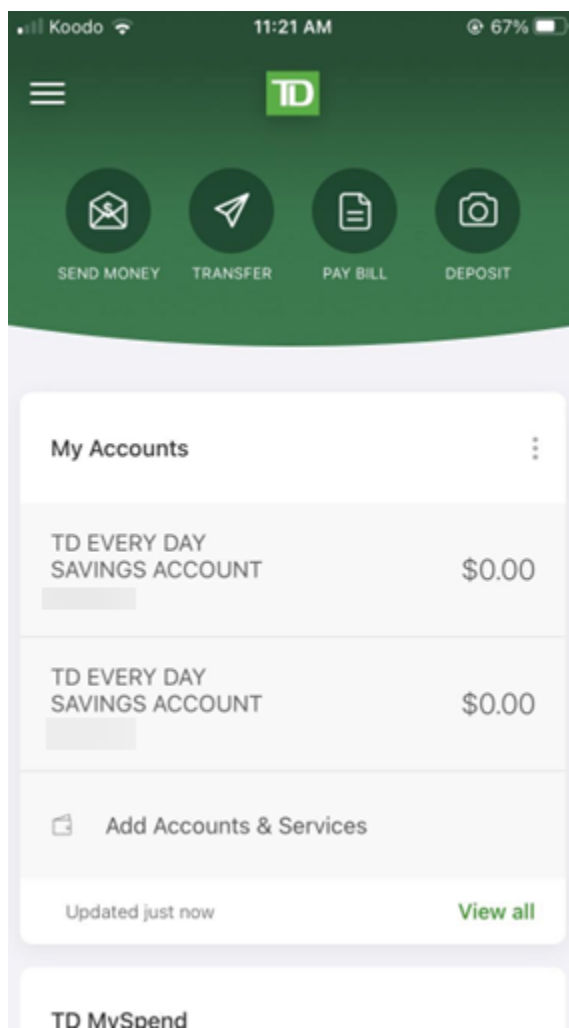 Koodo 11:21 AM 67%
TD
SEND MONEY TRANSFER PAY BILL DEPOSIT
My Accounts
TD EVERY DAY
SAVINGS ACCOUNT $0.00
TD EVERY DAY
SAVINGS ACCOUNT $0.00
Add Accounts & Services
Updated just now View all
TD MySpend